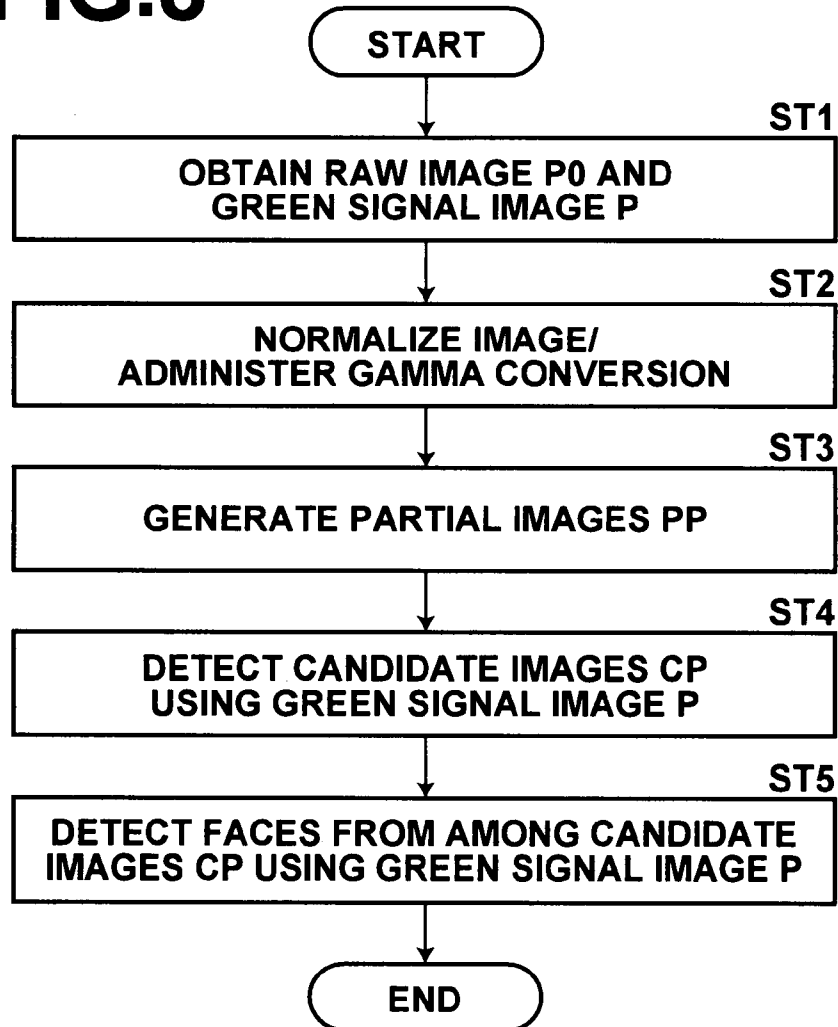 START
ST1
OBTAIN RAW IMAGE P0 AND
GREEN SIGNAL IMAGE P
ST2
NORMALIZE IMAGE/
ADMINISTER GAMMA CONVERSION
ST3
GENERATE PARTIAL IMAGES PP
ST4
DETECT CANDIDATE IMAGES CP
USING GREEN SIGNAL IMAGE P
ST5
DETECT FACES FROM AMONG CANDIDATE
IMAGES CP USING GREEN SIGNAL IMAGE P
END